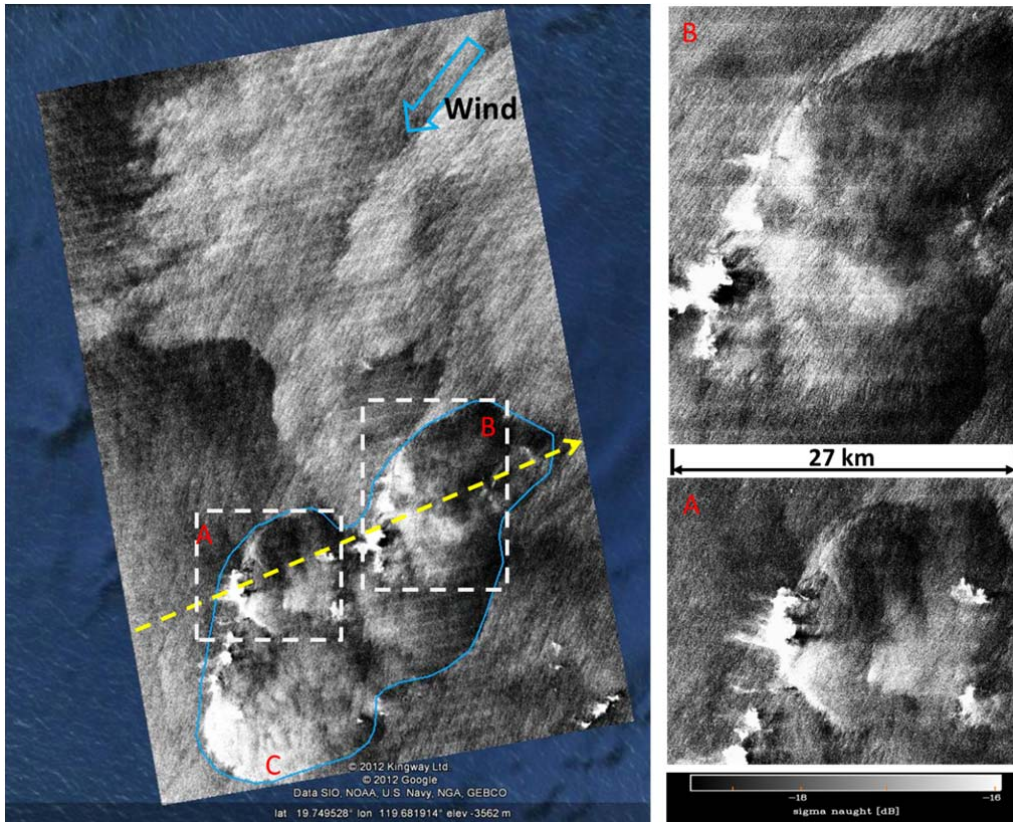 Wind
B
A
C
© 2012 Kingway Ltd
© 2012 Google
Data SIO, NOAA, U.S. Navy, NGA, GEBCO
lat 19.749528° lon 119.681914° elev -3562 m
B
27 km
A
-18
-16
sigma naught [dB]